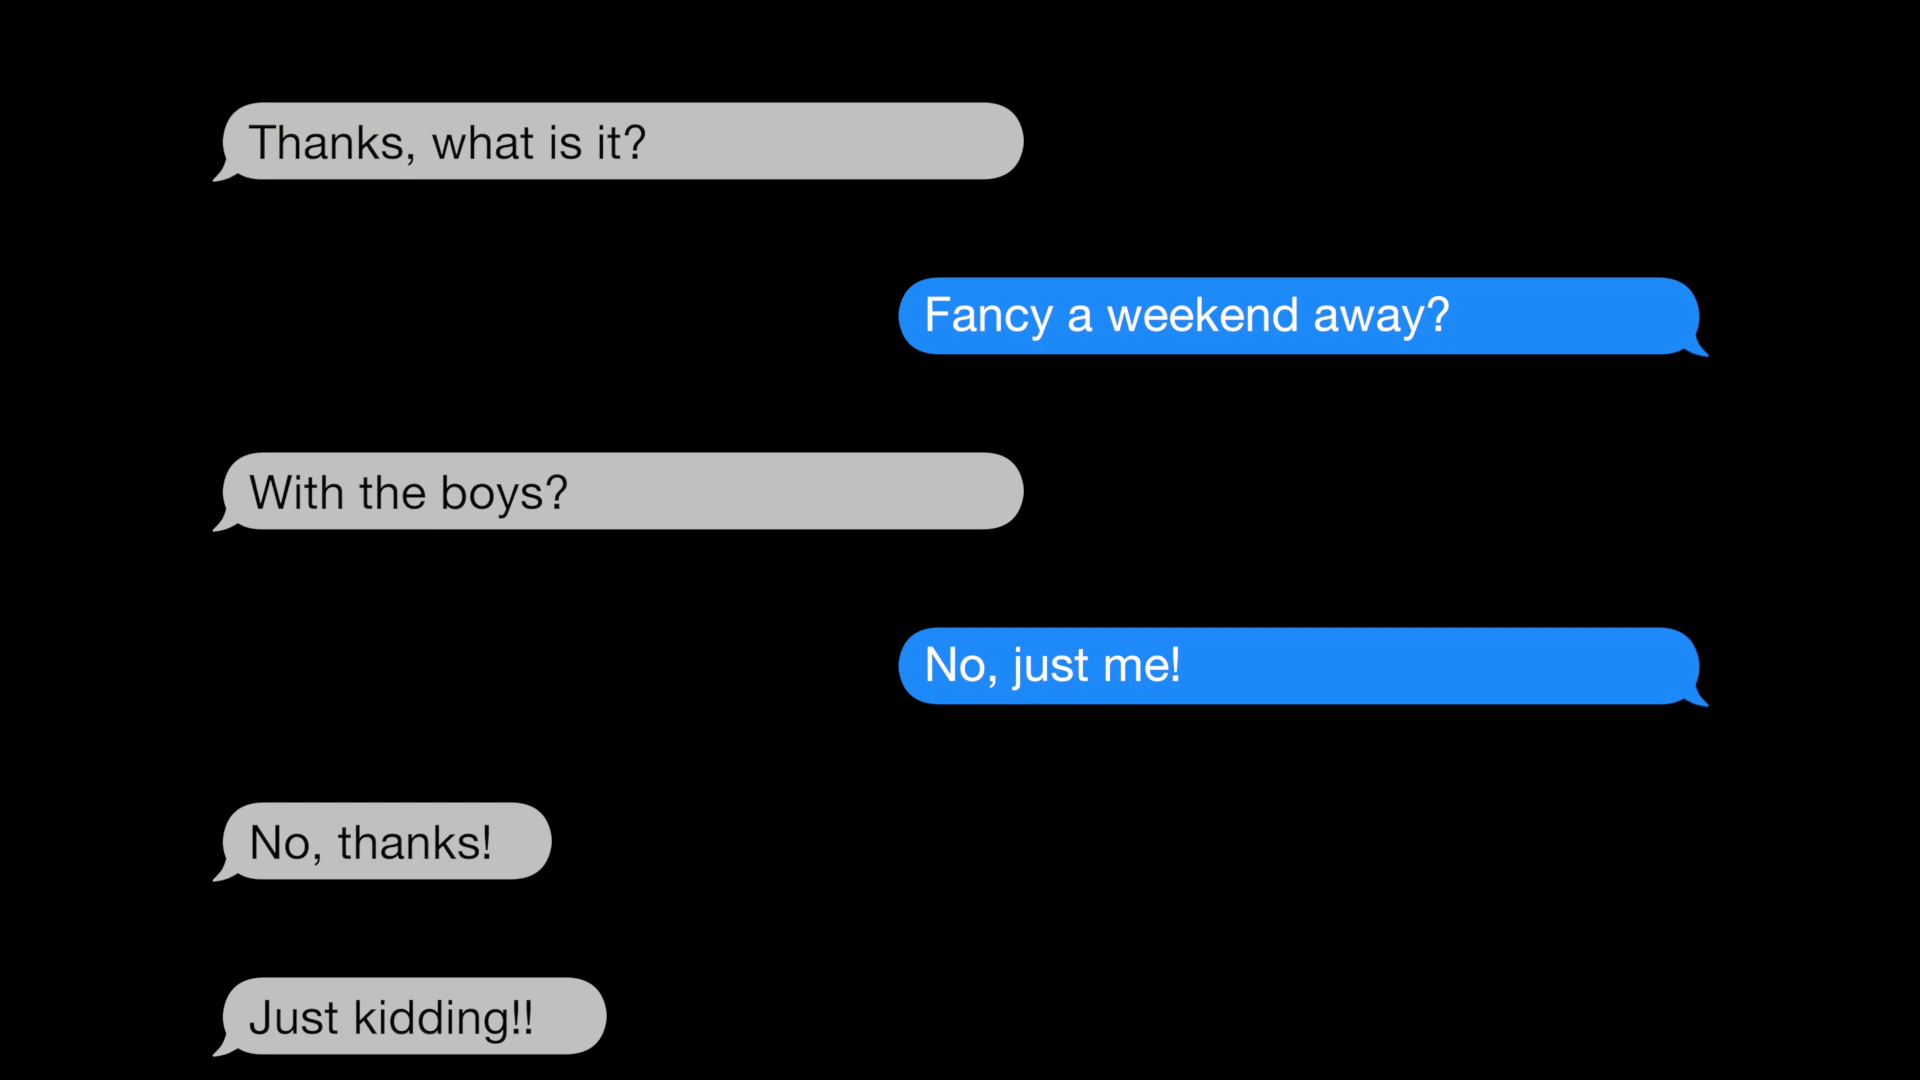 Thanks, what is it?
Fancy a weekend away?
With the boys?
No, just me!
No, thanks!
Just kidding!!